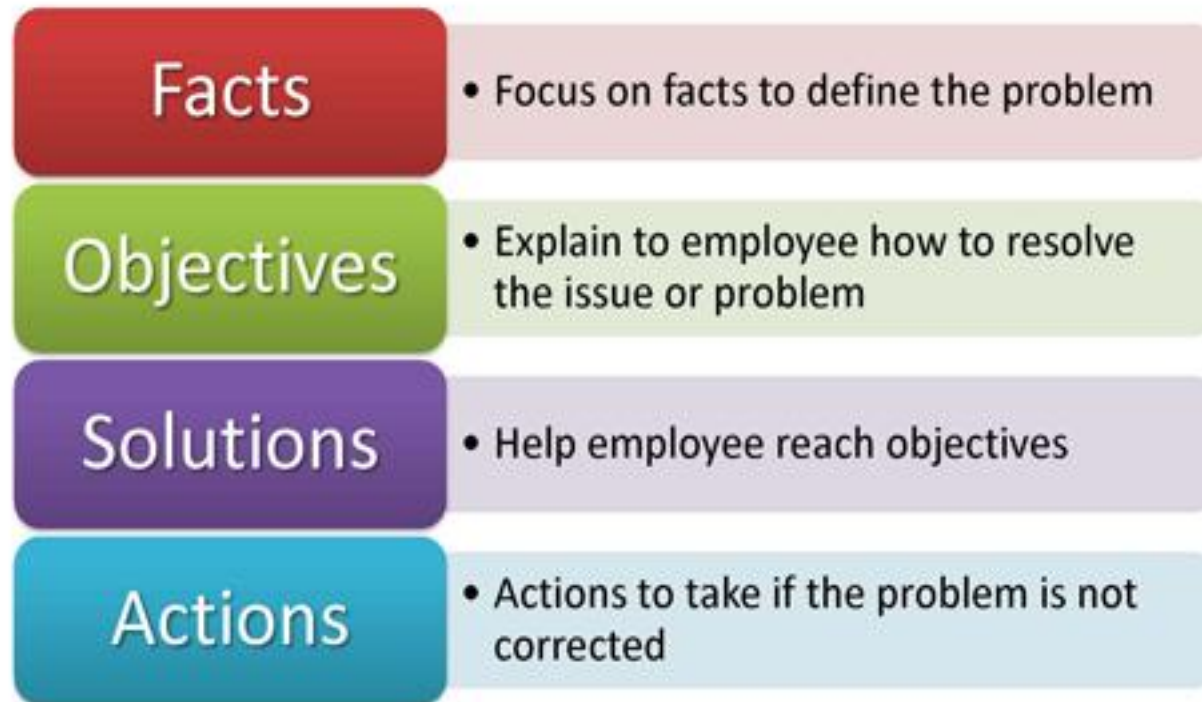 Facts
• Focus on facts to define the problem
Objectives
• Explain to employee how to resolve
the issue or problem
Solutions
• Help employee reach objectives
Actions
• Actions to take if the problem is not
corrected